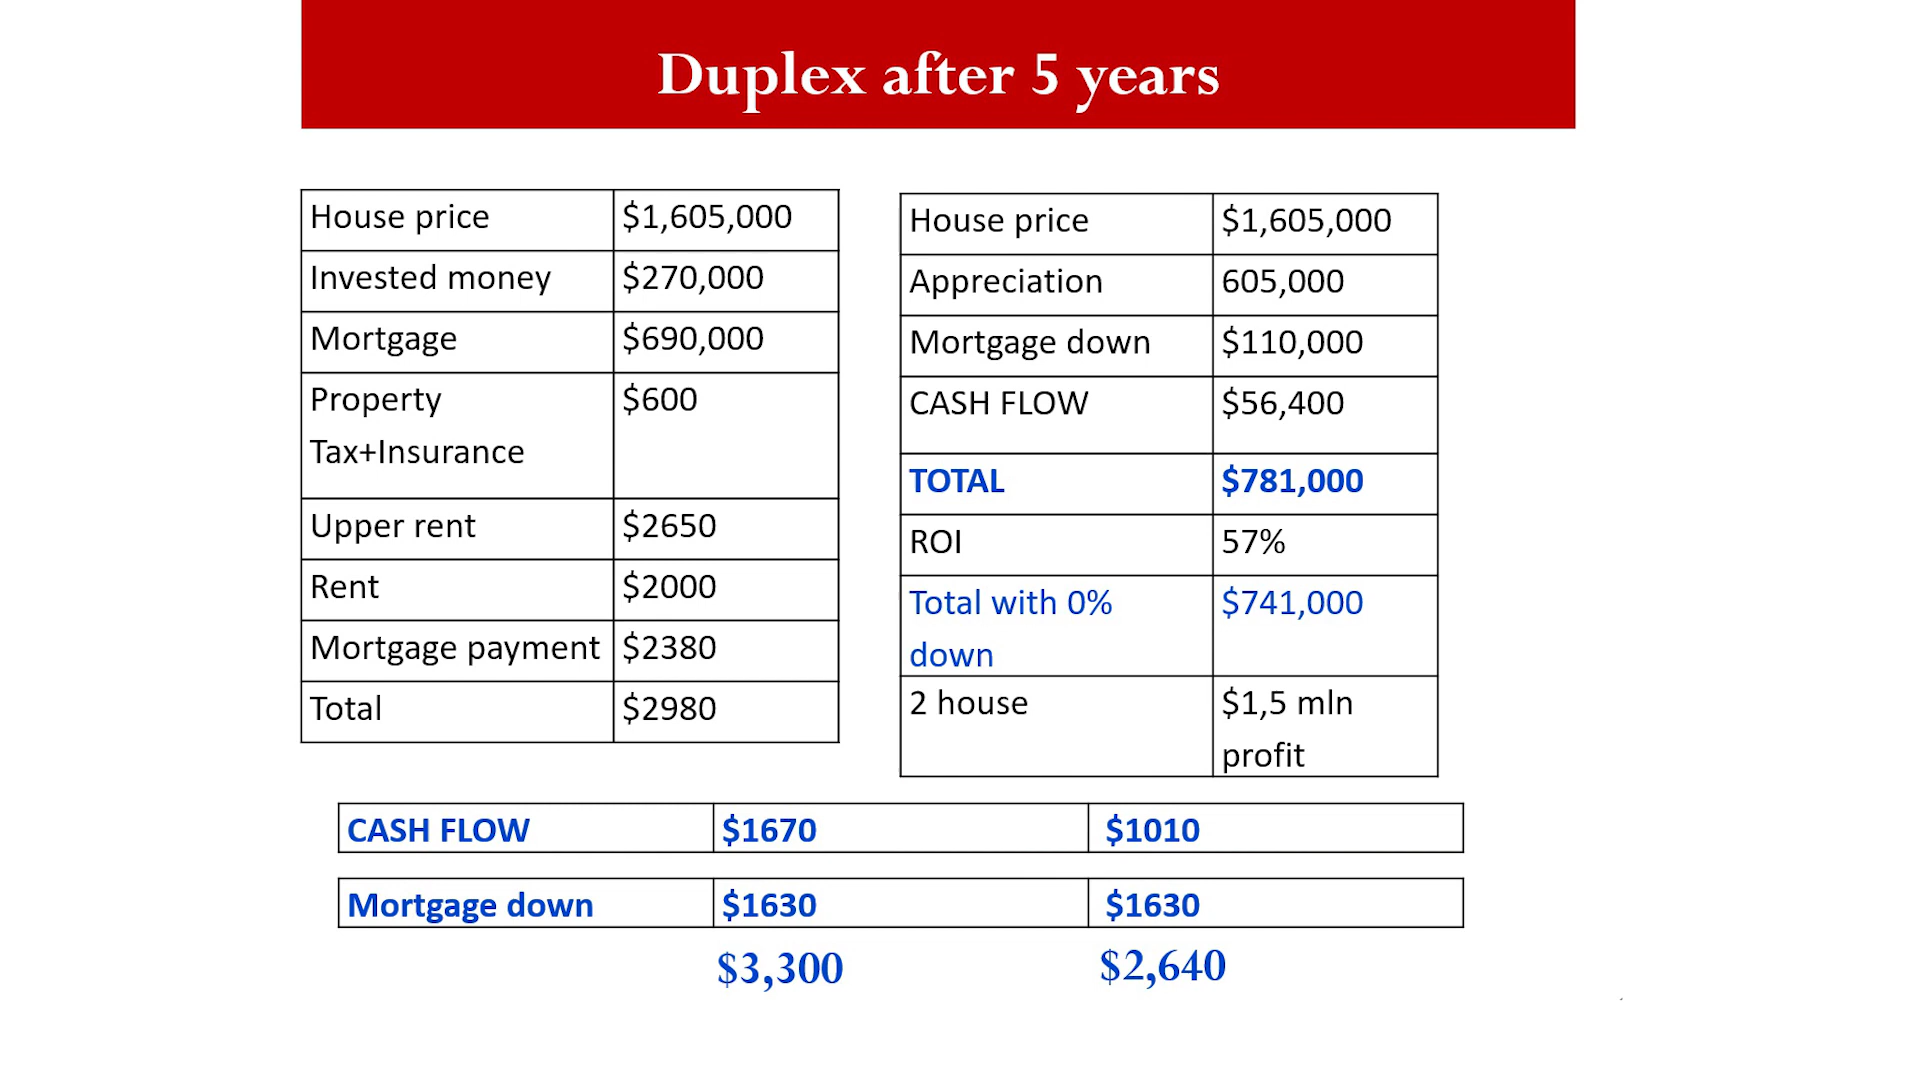 Duplex after 5 years
House price $1,605,000
Invested money $270,000
Mortgage $690,000
Property $600
Tax+Insurance
Upper rent $2650
Rent $2000
Mortgage payment $2380
Total $2980
House price $1,605,000
Appreciation 605,000
Mortgage down $110,000
CASH FLOW $56,400
TOTAL $781,000
ROI 57%
Total with 0% $741,000
down
2 house $1,5 mln
profit
CASH FLOW $1670 $1010
Mortgage down $1630 $1630
$3,300 $2,640